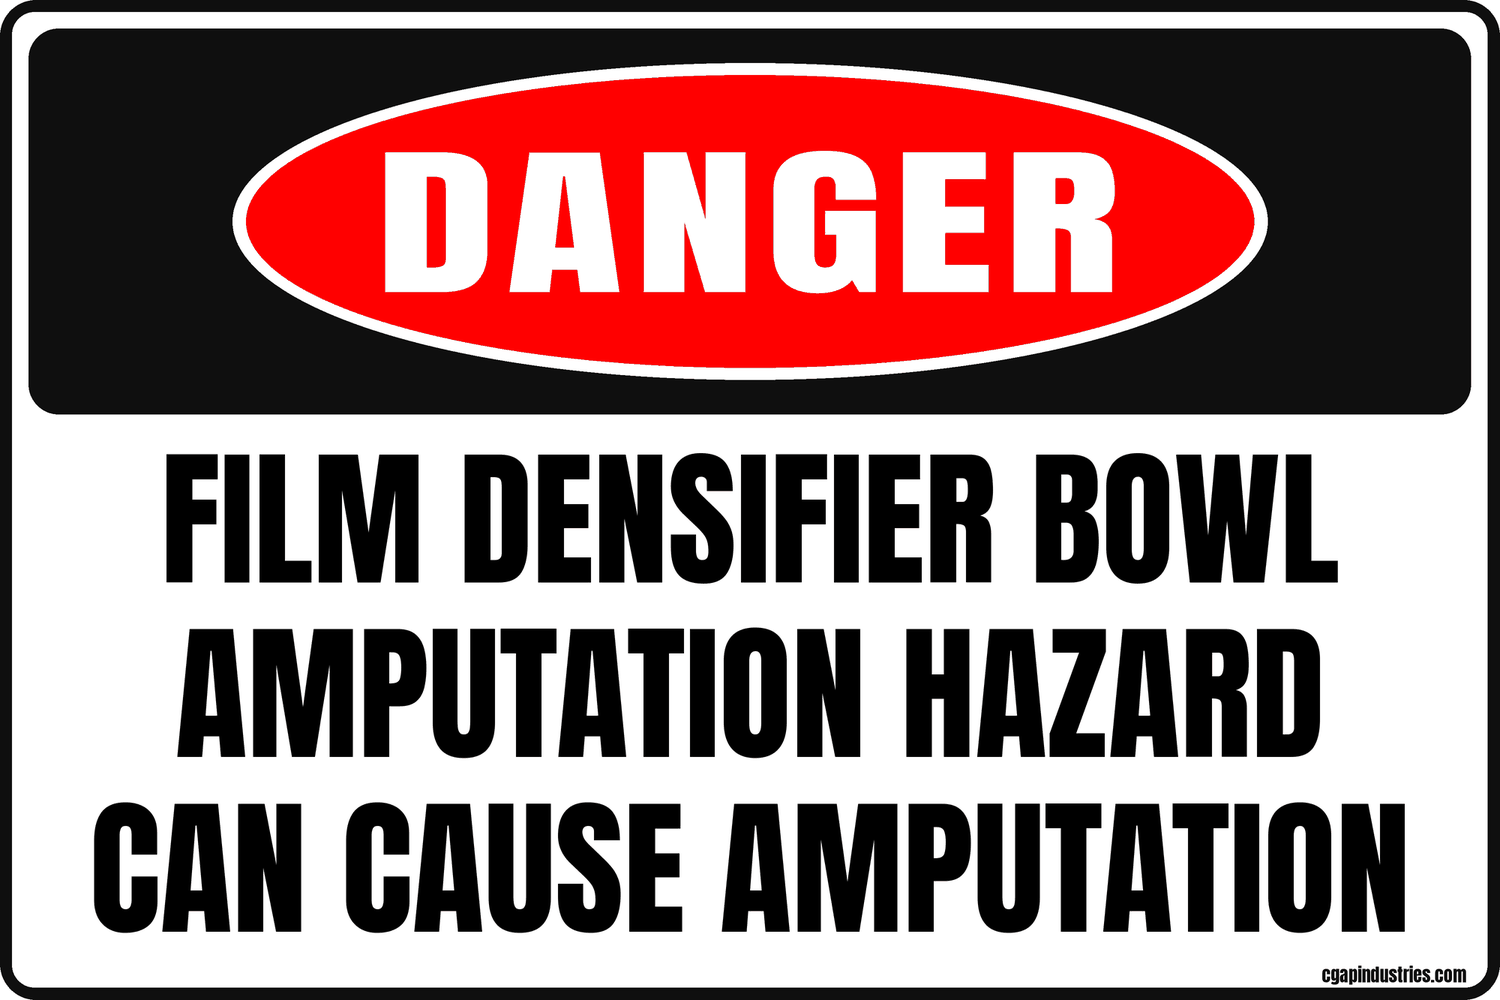 DANGER
FILM DENSIFIER BOWL
AMPUTATION HAZARD
CAN CAUSE AMPUTATION
cgapindustries.com